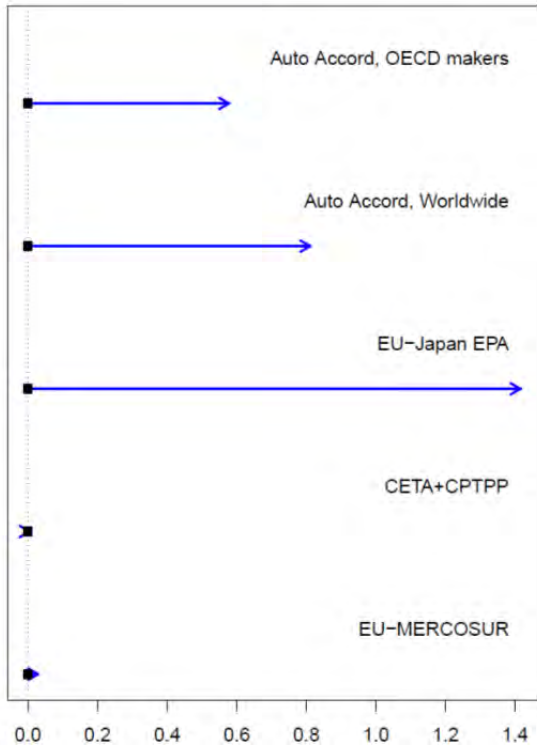 Auto Accord, OECD makers
Auto Accord, Worldwide
EU−Japan EPA
CETA+CPTPP
EU−MERCOSUR
0.0 0.2 0.4 0.6 0.8 1.0 1.2 1.4